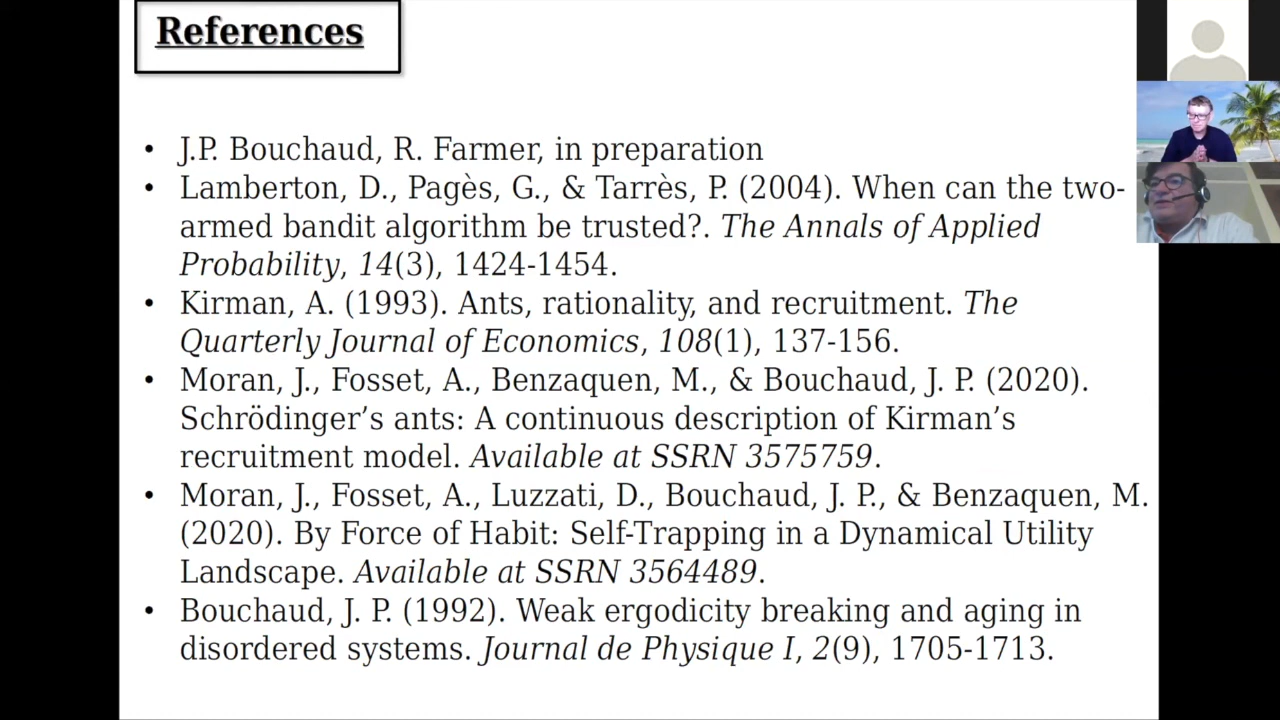 References
• J.P. Bouchaud, R. Farmer, in preparation
• Lamberton, D., Pagès, G., & Tarrès, P. (2004). When can the two-
armed bandit algorithm be trusted?. The Annals of Applied
Probability, 14(3), 1424-1454.
• Kirman, A. (1993). Ants, rationality, and recruitment. The
Quarterly Journal of Economics, 108(1), 137-156.
• Moran, J., Fosset, A., Benzaquen, M., & Bouchaud, J. P. (2020).
Schrödinger’s ants: A continuous description of Kirman’s
recruitment model. Available at SSRN 3575759.
• Moran, J., Fosset, A., Luzzati, D., Bouchaud, J. P., & Benzaquen, M.
(2020). By Force of Habit: Self-Trapping in a Dynamical Utility
Landscape. Available at SSRN 3564489.
• Bouchaud, J. P. (1992). Weak ergodicity breaking and aging in
disordered systems. Journal de Physique I, 2(9), 1705-1713.